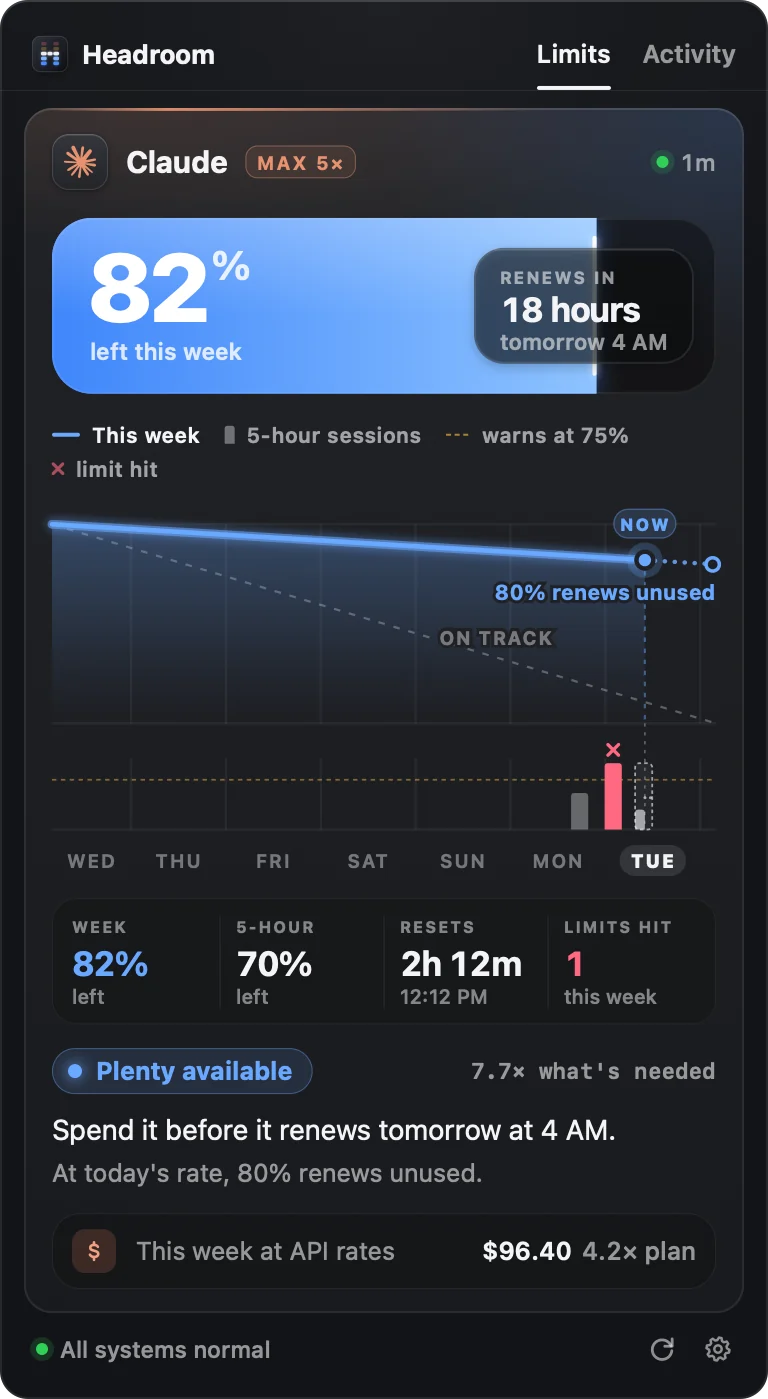 Headroom
Limits Activity
Claude MAX 5× 1m
82%
left this week
RENEWS IN
18 hours
tomorrow 4 AM
This week 5-hour sessions warns at 75%
limit hit
NOW
80% renews unused
ON TRACK
WED THU FRI SAT SUN MON TUE
WEEK 5-HOUR RESETS LIMITS HIT
82% 70% 2h 12m 1
left left 12:12 PM this week
Plenty available 7.7× what's needed
Spend it before it renews tomorrow at 4 AM.
At today's rate, 80% renews unused.
$ This week at API rates $96.40 4.2× plan
All systems normal